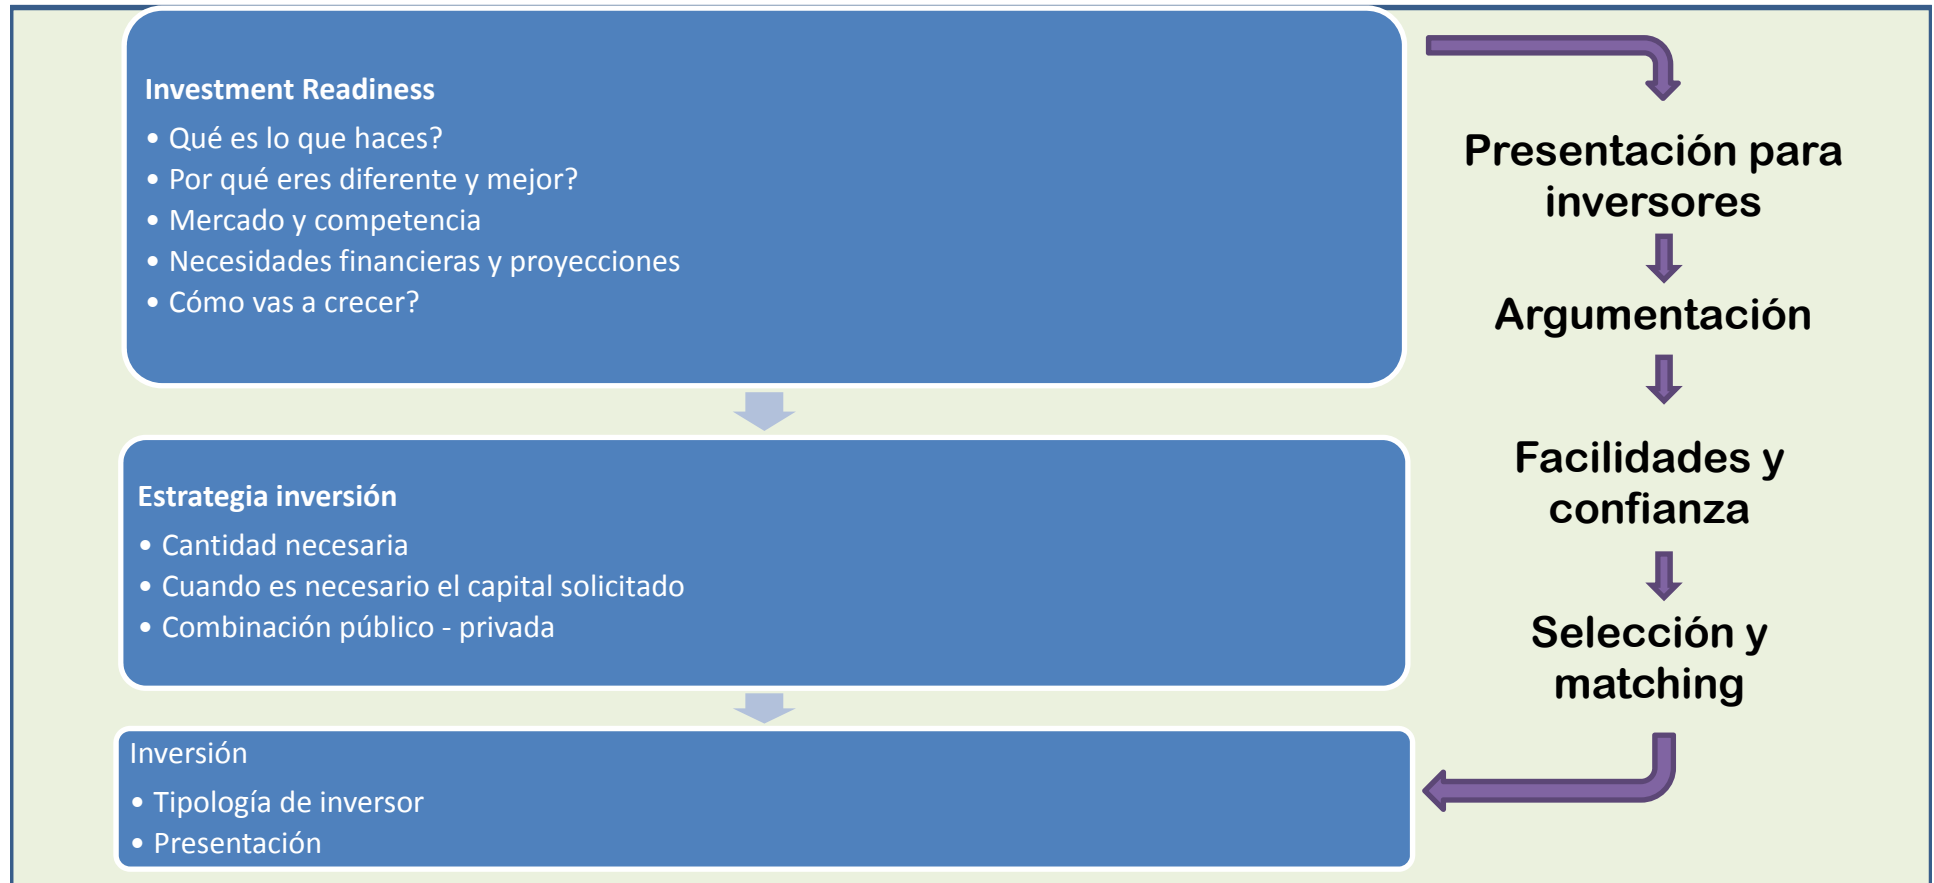 Investment Readiness
• Qué es lo que haces?
• Por qué eres diferente y mejor?
• Mercado y competencia
• Necesidades financieras y proyecciones
• Cómo vas a crecer?
Estrategia inversión
• Cantidad necesaria
• Cuando es necesario el capital solicitado
• Combinación público - privada
Inversión
• Tipología de inversor
• Presentación
Presentación para
inversores
Argumentación
Facilidades y
confianza
Selección y
matching